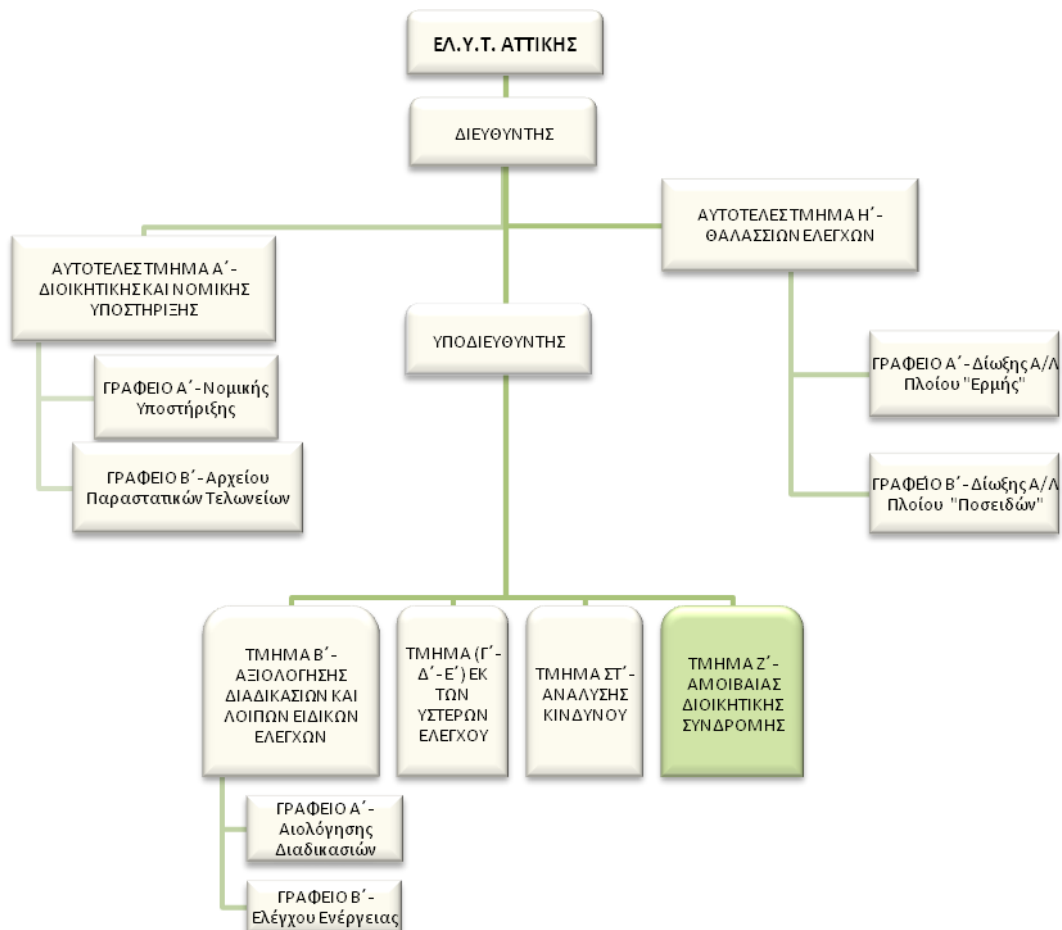 ΕΛ.Υ.Τ. ΑΤΤΙΚΗΣ
ΔΙΕΥΘΥΝΤΗΣ
ΑΥΤΟΤΕΛΕΣ ΤΜΗΜΑ Α΄-
ΔΙΟΙΚΗΤΙΚΗΣ ΚΑΙ ΝΟΜΙΚΗΣ
ΥΠΟΣΤΗΡΙΞΗΣ
ΓΡΑΦΕΙΟ Α΄- Νομικής
Υποστήριξης
ΓΡΑΦΕΙΟ Β΄- Αρχείου
Παραστατικών Τελωνείων
ΥΠΟΔΙΕΥΘΥΝΤΗΣ
ΑΥΤΟΤΕΛΕΣ ΤΜΗΜΑ Η΄-
ΘΑΛΑΣΣΙΩΝ ΕΛΕΓΧΩΝ
ΓΡΑΦΕΙΟ Α΄- Δίωξης Α/Λ
Πλοίου "Ερμής"
ΓΡΑΦΕΊΟ Β΄- Δίωξης Α/Λ
Πλοίου "Ποσειδών"
ΤΜΗΜΑ Β΄-
ΑΞΙΟΛΟΓΗΣΗΣ
ΔΙΑΔΙΚΑΣΙΩΝ ΚΑΙ
ΛΟΙΠΩΝ ΕΙΔΙΚΩΝ
ΕΛΕΓΧΩΝ
ΓΡΑΦΕΙΟ Α΄-
Αιολόγησης
Διαδικασιών
ΓΡΑΦΕΙΟ Β΄-
Ελέγχου Ενέργειας
ΤΜΗΜΑ (Γ΄-
Δ΄- Ε΄) ΕΚ
ΤΩΝ
ΥΣΤΕΡΩΝ
ΕΛΕΓΧΟΥ
ΤΜΗΜΑ ΣΤ΄-
ΑΝΑΛΥΣΗΣ
ΚΙΝΔΥΝΟΥ
ΤΜΗΜΑ Ζ΄-
ΑΜΟΙΒΑΙΑΣ
ΔΙΟΙΚΗΤΙΚΗΣ
ΣΥΝΔΡΟΜΗΣ